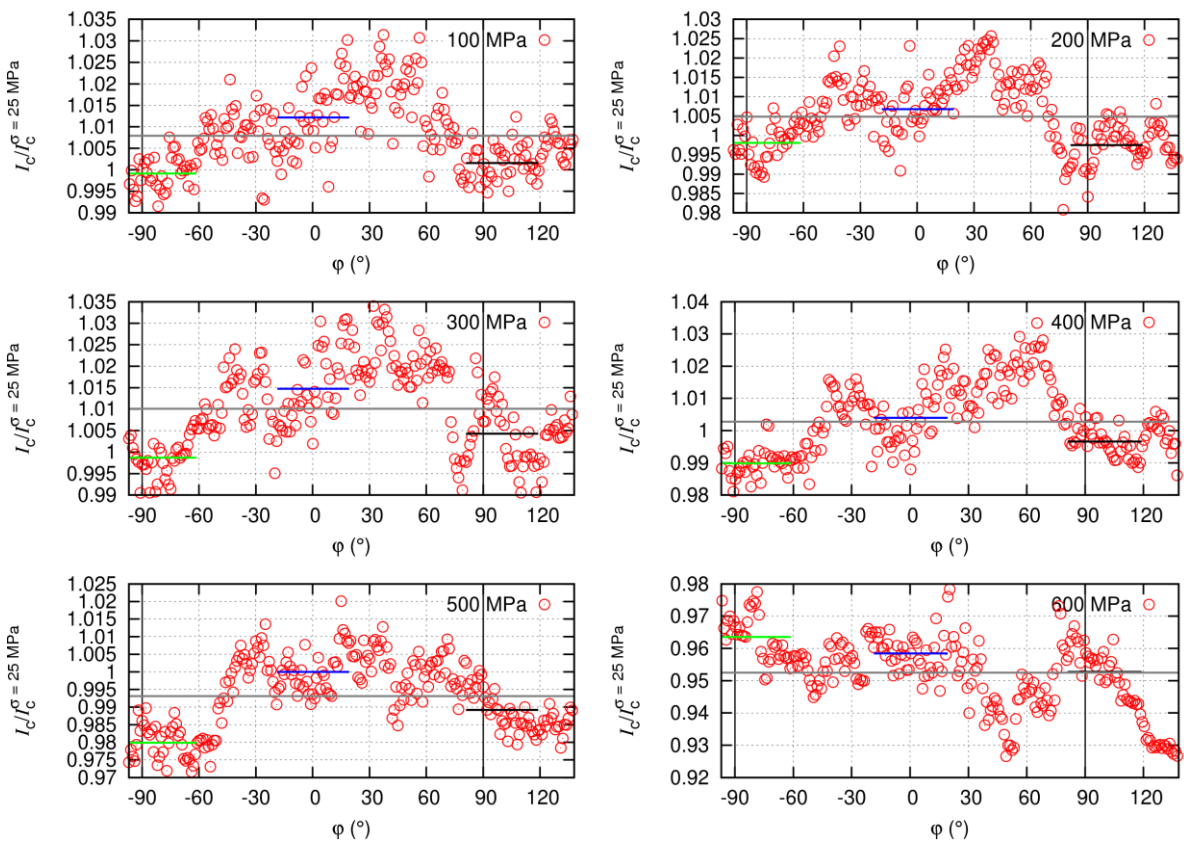 1.035
1.03
1.025
1.02
1.015
1.01
1.005
1
0.995
0.99
I_c/I_c^σ = 25 MPa
100 MPa
-90 -60 -30 0 30 60 90 120
φ (°)
1.03
1.025
1.02
1.015
1.01
1.005
1
0.995
0.99
0.985
0.98
I_c/I_c^σ = 25 MPa
200 MPa
-90 -60 -30 0 30 60 90 120
φ (°)
1.035
1.03
1.025
1.02
1.015
1.01
1.005
1
0.995
0.99
I_c/I_c^σ = 25 MPa
300 MPa
-90 -60 -30 0 30 60 90 120
φ (°)
1.04
1.03
1.02
1.01
1
0.99
0.98
I_c/I_c^σ = 25 MPa
400 MPa
-90 -60 -30 0 30 60 90 120
φ (°)
1.025
1.02
1.015
1.01
1.005
1
0.995
0.99
0.985
0.98
0.975
0.97
I_c/I_c^σ = 25 MPa
500 MPa
-90 -60 -30 0 30 60 90 120
φ (°)
0.98
0.97
0.96
0.95
0.94
0.93
0.92
I_c/I_c^σ = 25 MPa
600 MPa
-90 -60 -30 0 30 60 90 120
φ (°)